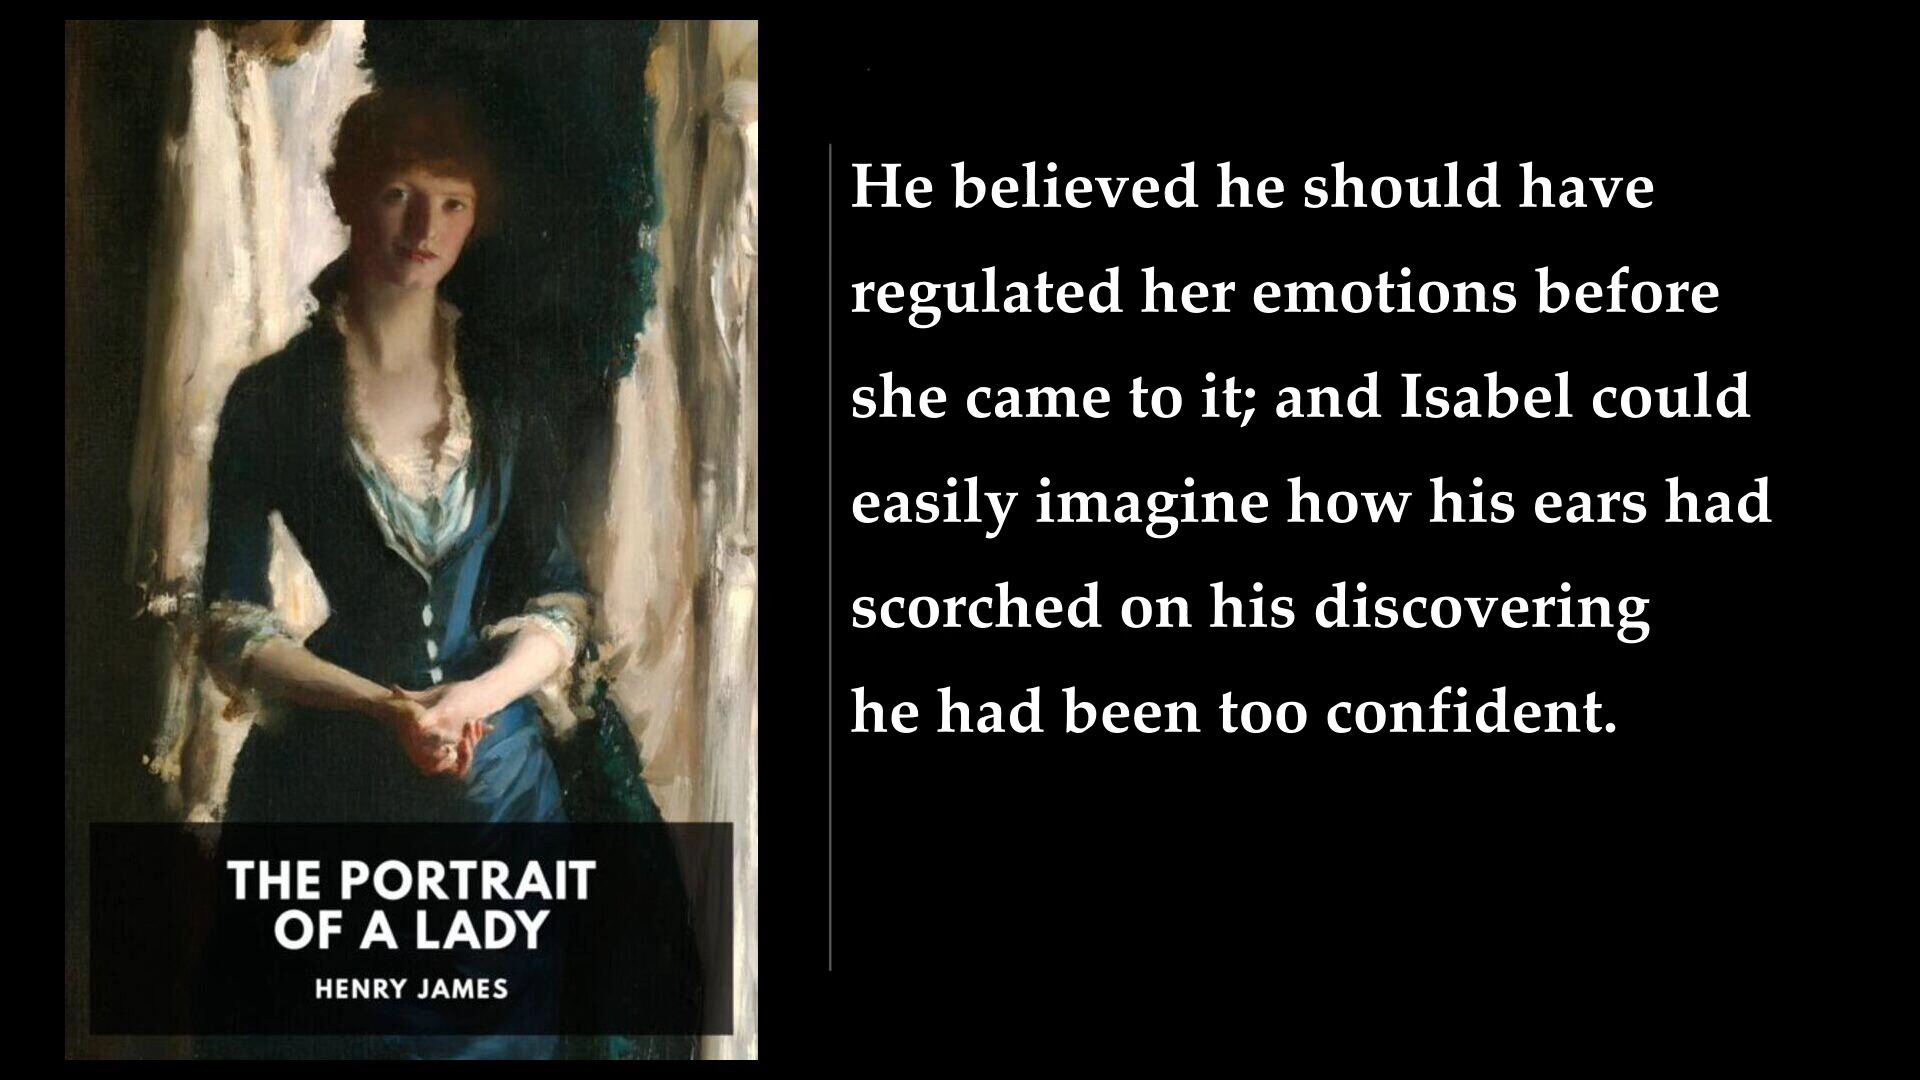 He believed he should have
regulated her emotions before
she came to it; and Isabel could
easily imagine how his ears had
scorched on his discovering
he had been too confident.
THE PORTRAIT
OF A LADY
HENRY JAMES